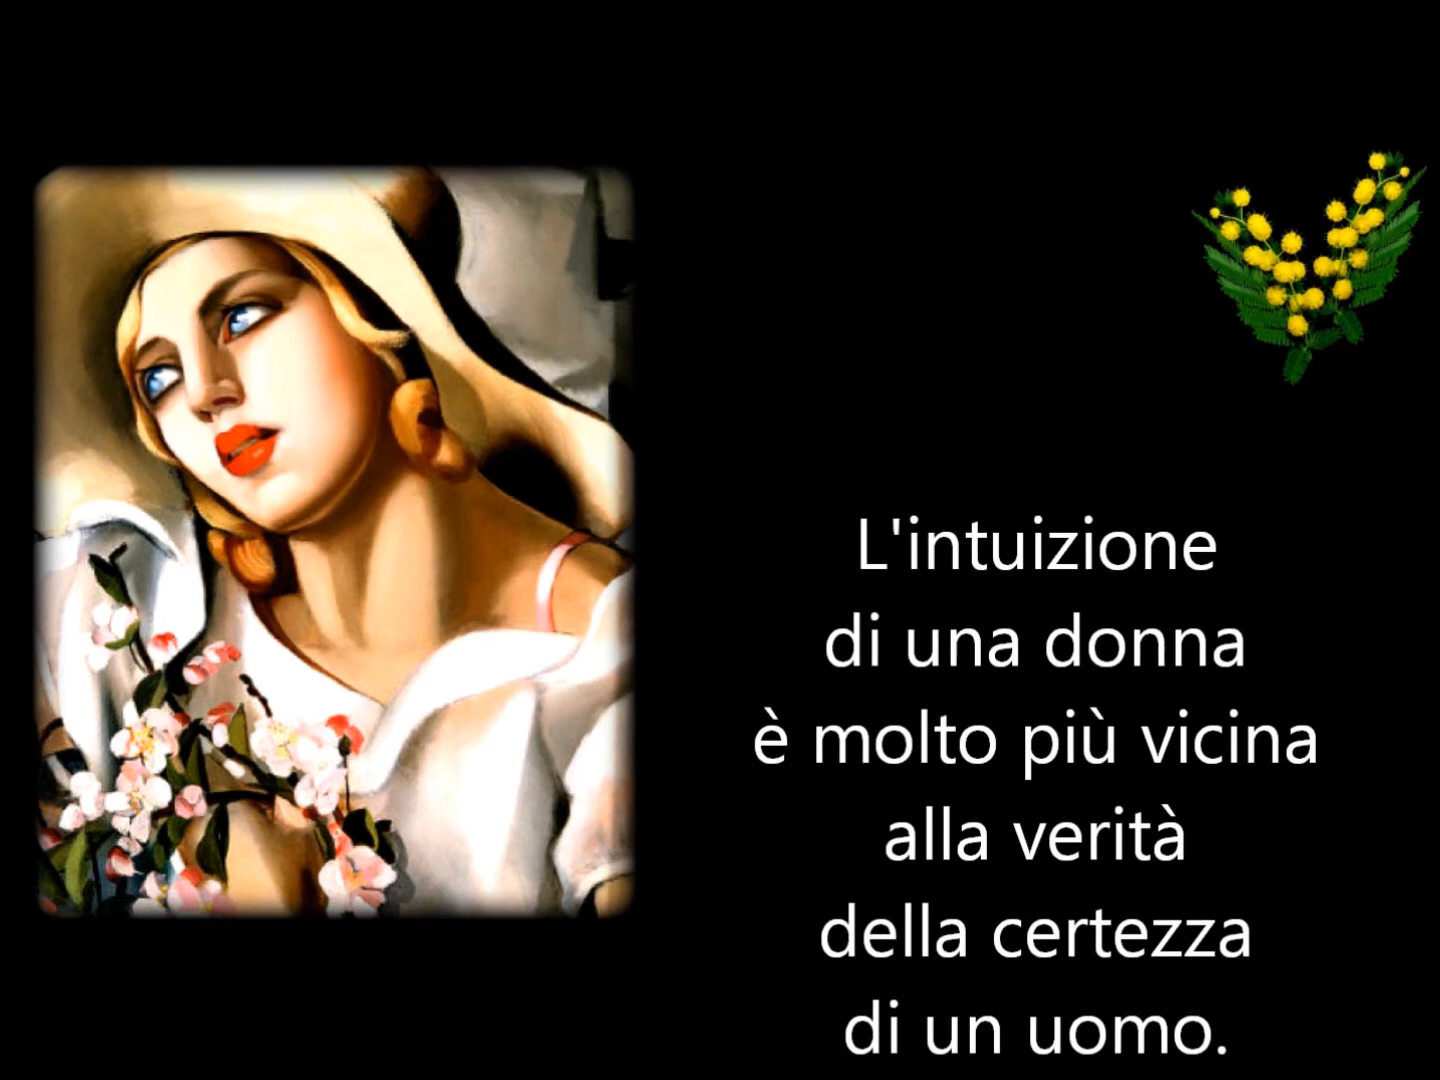 L'intuizione
di una donna
è molto più vicina
alla verità
della certezza
di un uomo.